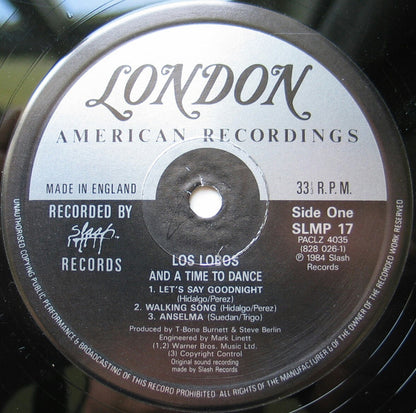 LONDON
AMERICAN RECORDINGS
MADE IN ENGLAND
33⅓ R.P.M.
RECORDED BY
Slash
RECORDS
Side One
SLMP 17
PACLZ 4035
(828 026-1)
℗ 1984 Slash
Records
LOS LOBOS
AND A TIME TO DANCE
1. LET'S SAY GOODNIGHT
(Hidalgo/Perez)
2. WALKING SONG (Hidalgo/Perez)
3. ANSELMA (Suedan/Trigo)
Produced by T-Bone Burnett & Steve Berlin
Engineered by Mark Linett
(1,2) Warner Bros. Music Ltd.
(3) Copyright Control
Original sound recording
made by Slash Records
ALL RIGHTS OF THE MANUFACTURER & OF THE OWNER OF THE RECORDED WORK RESERVED
UNAUTHORISED COPYING PUBLIC PERFORMANCE & BROADCASTING OF THIS RECORD PROHIBITED